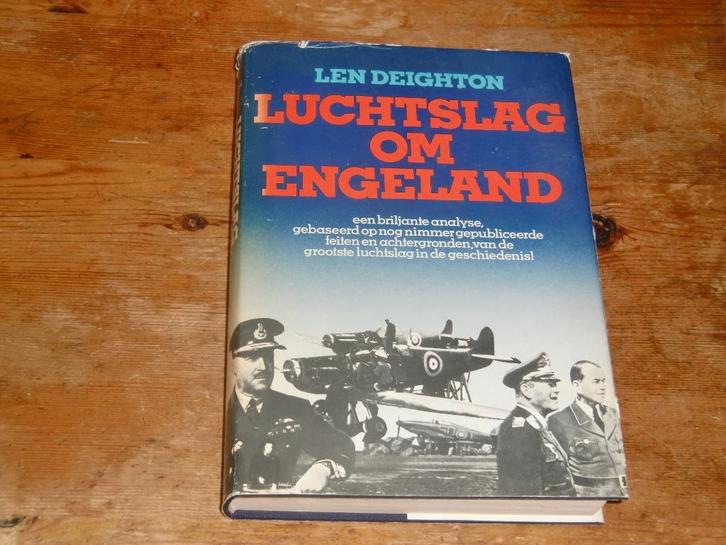 LEN DEIGHTON
LUCHTSLAG
OM
ENGELAND
een briljante analyse,
gebaseerd op nog nimmer gepubliceerde
feiten en achtergronden, van de
grootste luchtslag in de geschiedenis!